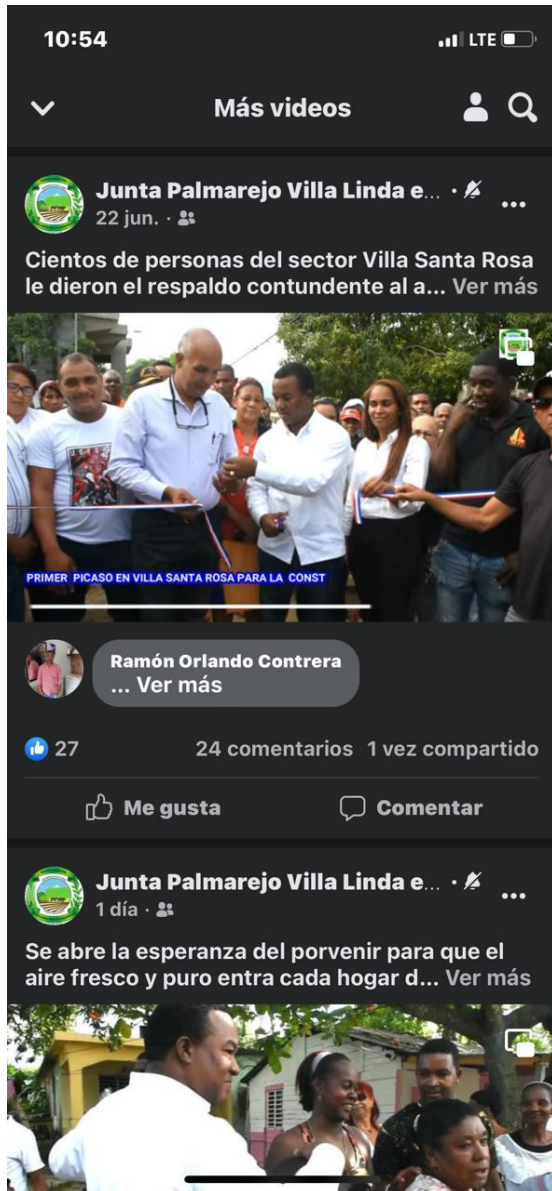 10:54
LTE
Más videos
Junta Palmarejo Villa Linda e...
22 jun. ·
Cientos de personas del sector Villa Santa Rosa
le dieron el respaldo contundente al a... Ver más
PRIMER PICASO EN VILLA SANTA ROSA PARA LA CONST
Ramón Orlando Contrera
... Ver más
27 24 comentarios 1 vez compartido
Me gusta Comentar
Junta Palmarejo Villa Linda e...
1 día ·
Se abre la esperanza del porvenir para que el
aire fresco y puro entra cada hogar d... Ver más